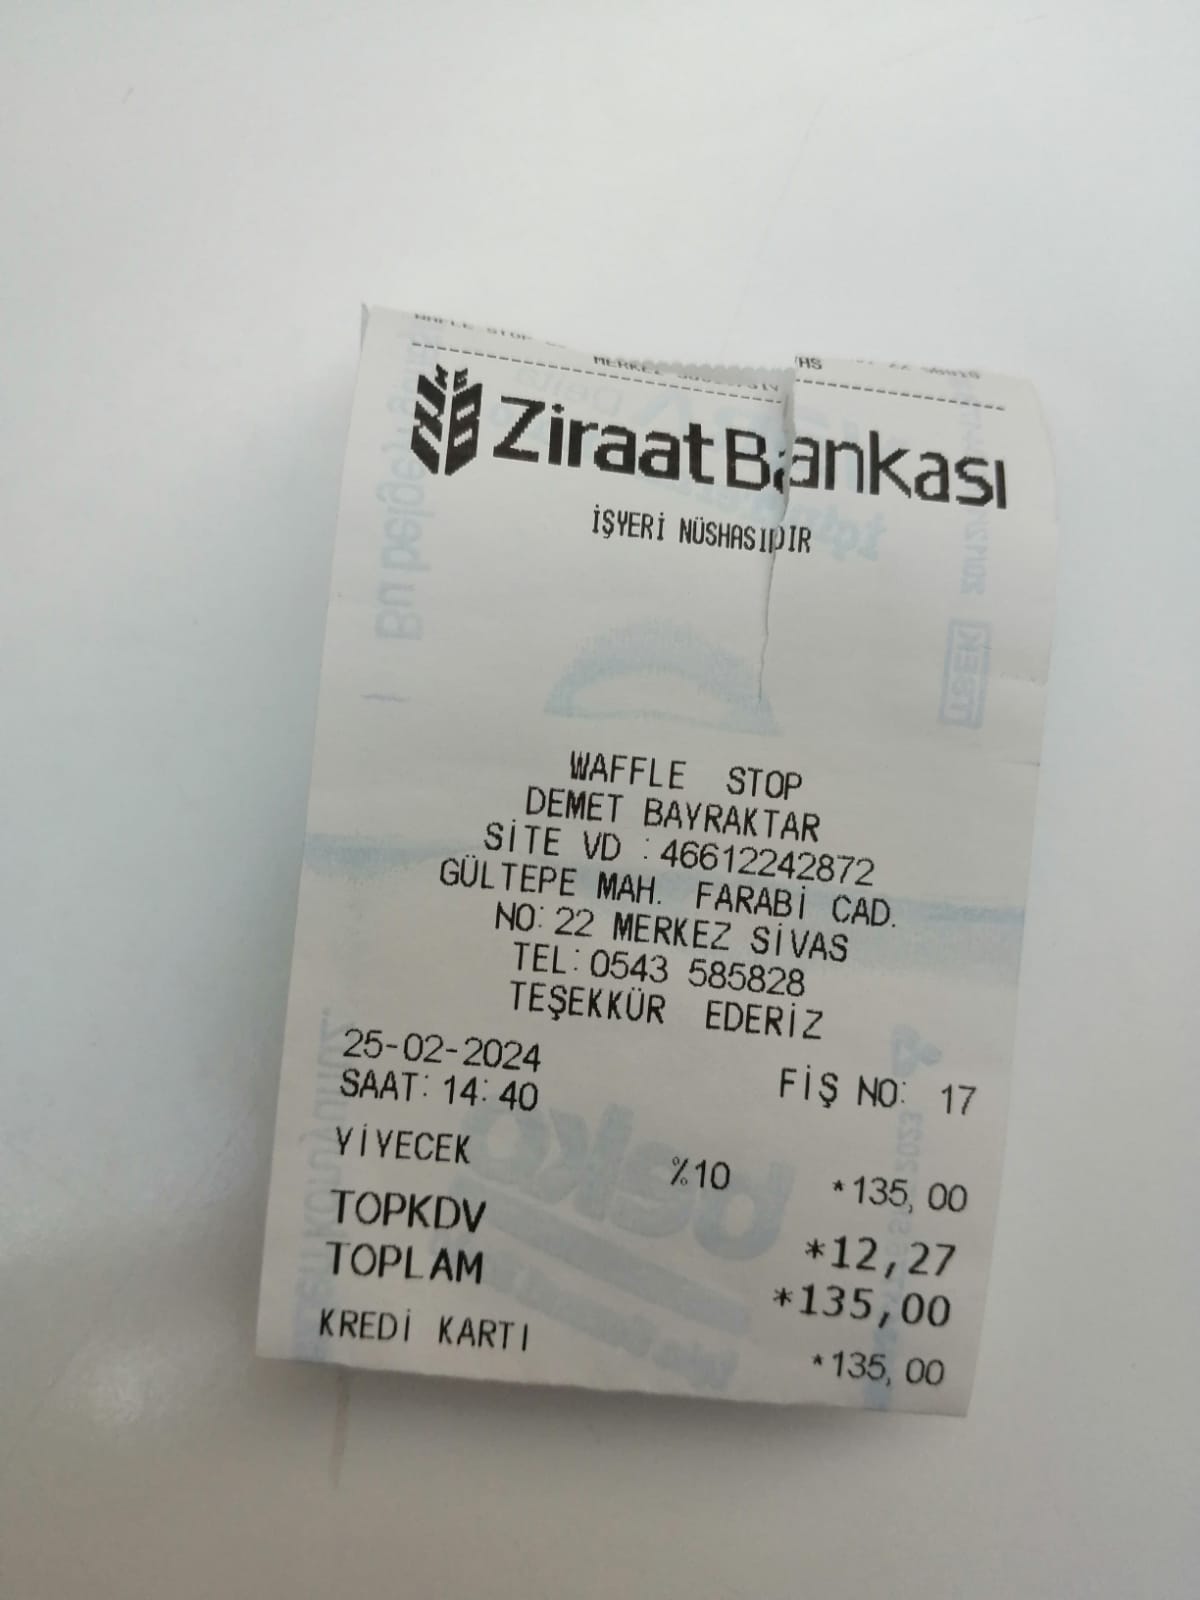 MERKEZ
ZiraatBankası
İŞYERİ NÜSHASIDIR
WAFFLE STOP
DEMET BAYRAKTAR
SİTE VD :46612242872
GÜLTEPE MAH. FARABİ CAD.
NO:22 MERKEZ SİVAS
TEL:0543 585828
TEŞEKKÜR EDERİZ
25-02-2024
SAAT:14:40 FİŞ NO: 17
YİYECEK %10 *135,00
TOPKDV *12,27
TOPLAM *135,00
KREDİ KARTI *135,00